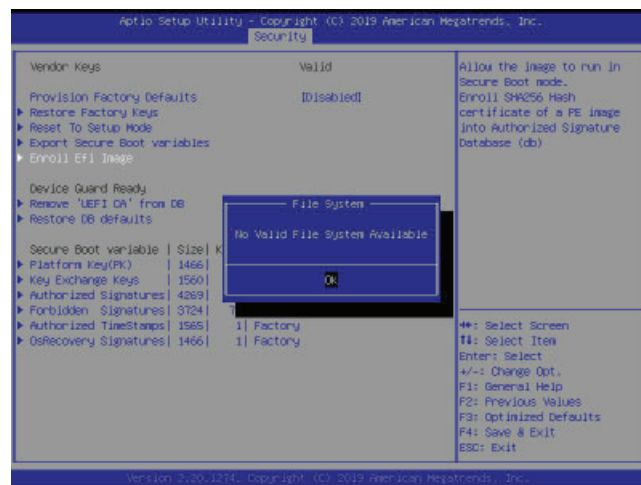 Aptio Setup Utility - Copyright (C) 2019 American Megatrends, Inc.
Security
Vendor Keys Valid
Provision Factory Defaults [Disabled]
Restore Factory Keys
Reset To Setup Mode
Export Secure Boot variables
Enroll Efi Image
Device Guard Ready
Remove 'UEFI CA' from DB
Restore DB defaults
Secure Boot variable | Size| K
Platform Key(PK) | 1466|
Key Exchange Keys | 1560|
Authorized Signatures| 4269|
Forbidden Signatures| 3724| 7
Authorized TimeStamps| 1565| 1| Factory
OsRecovery Signatures| 1466| 1| Factory
File System
No Valid File System Available
Ok
Allow the image to run in
Secure Boot mode.
Enroll SHA256 Hash
certificate of a PE image
into Authorized Signature
Database (db)
→←: Select Screen
↑↓: Select Item
Enter: Select
+/-: Change Opt.
F1: General Help
F2: Previous Values
F3: Optimized Defaults
F4: Save & Exit
ESC: Exit
Version 2.20.1274. Copyright (C) 2019 American Megatrends, Inc.